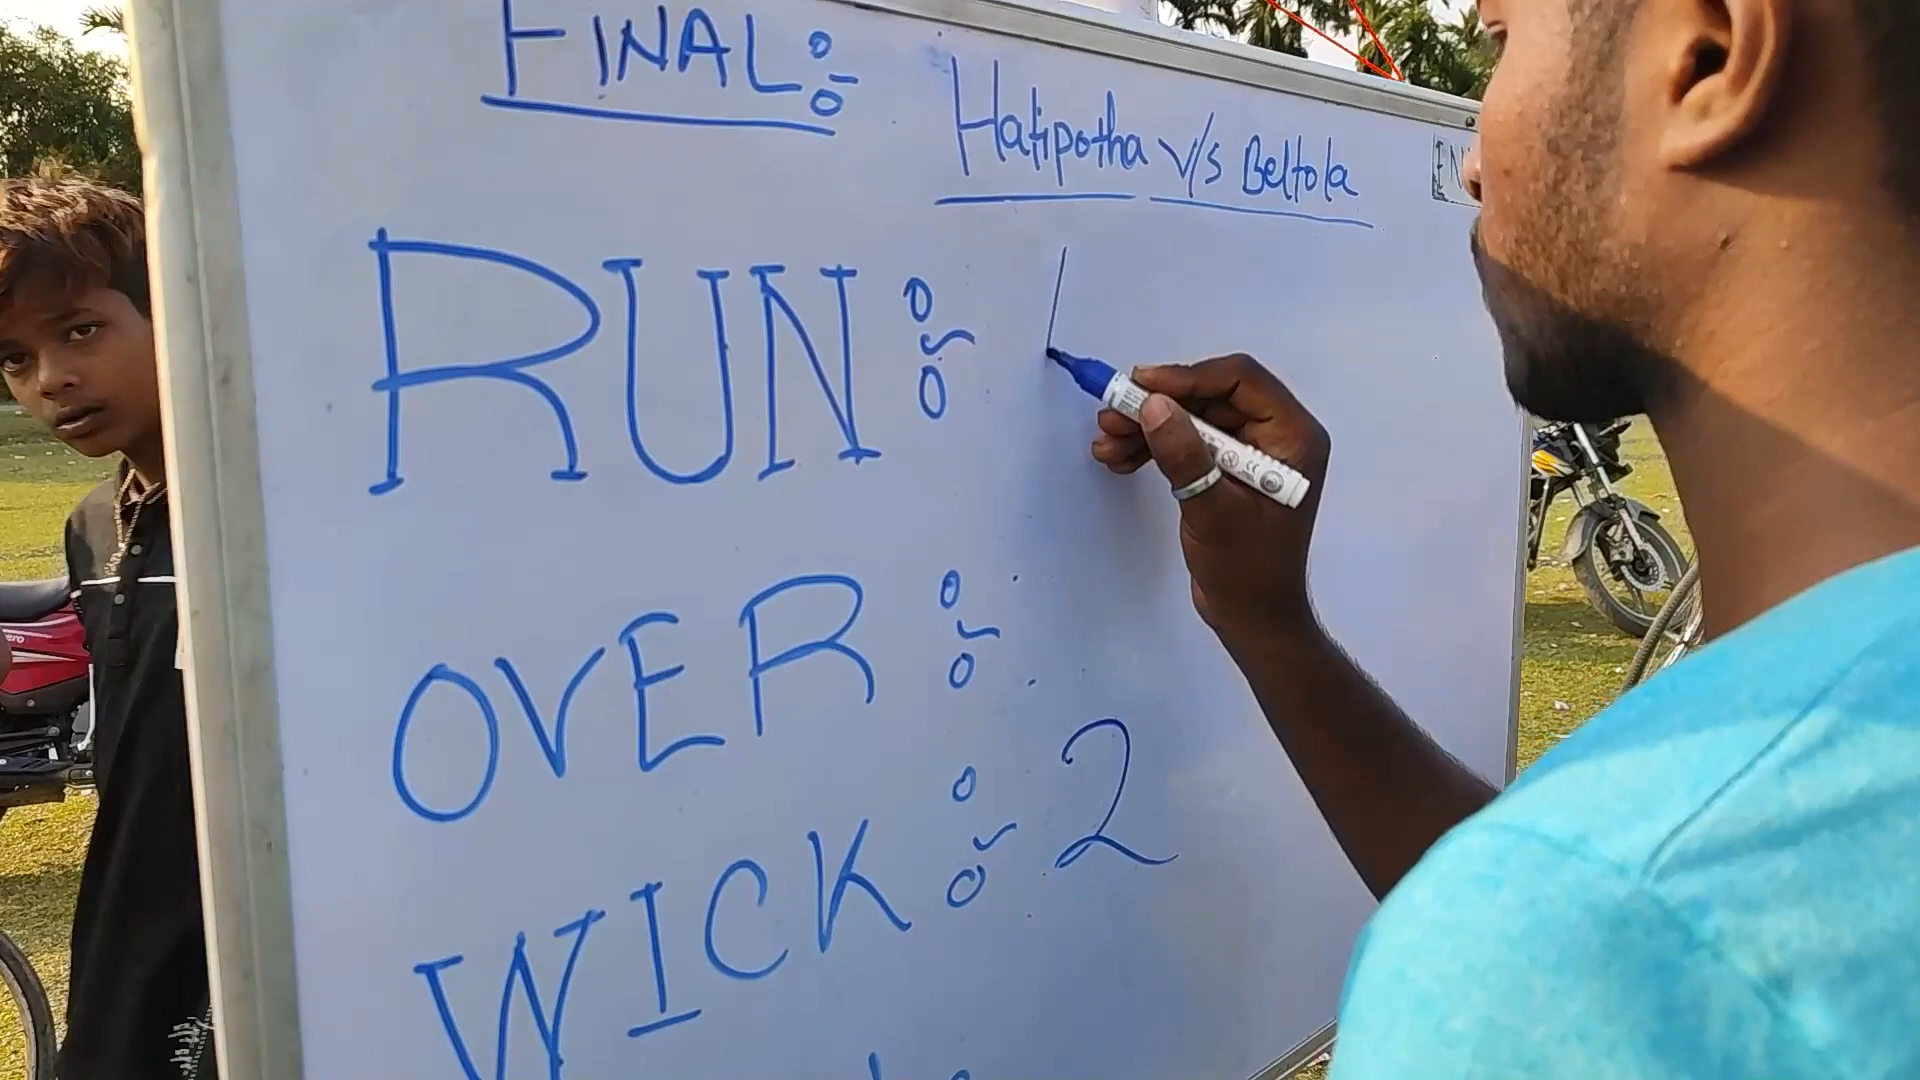 FINAL:-
Hatipotha v/s Beltola
RUN:-
OVER:-
WICK:- 2